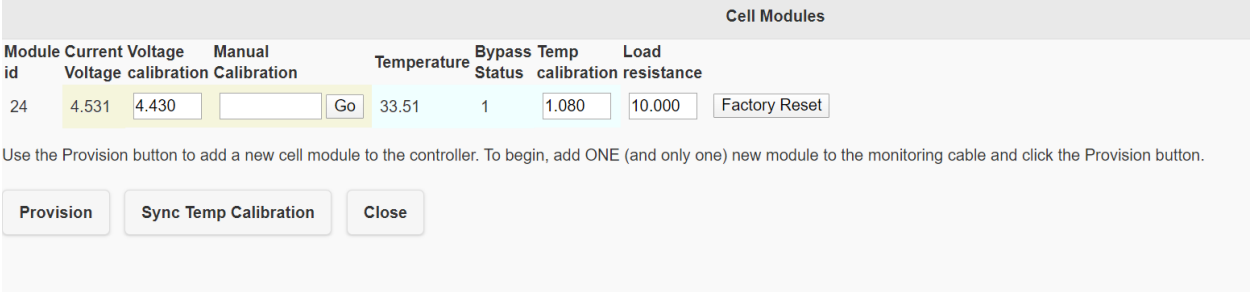 Cell Modules
Module Current Voltage Manual Temperature Bypass Temp Load
id Voltage calibration Calibration Status calibration resistance
24 4.531 4.430 Go 33.51 1 1.080 10.000 Factory Reset
Use the Provision button to add a new cell module to the controller. To begin, add ONE (and only one) new module to the monitoring cable and click the Provision button.
Provision Sync Temp Calibration Close